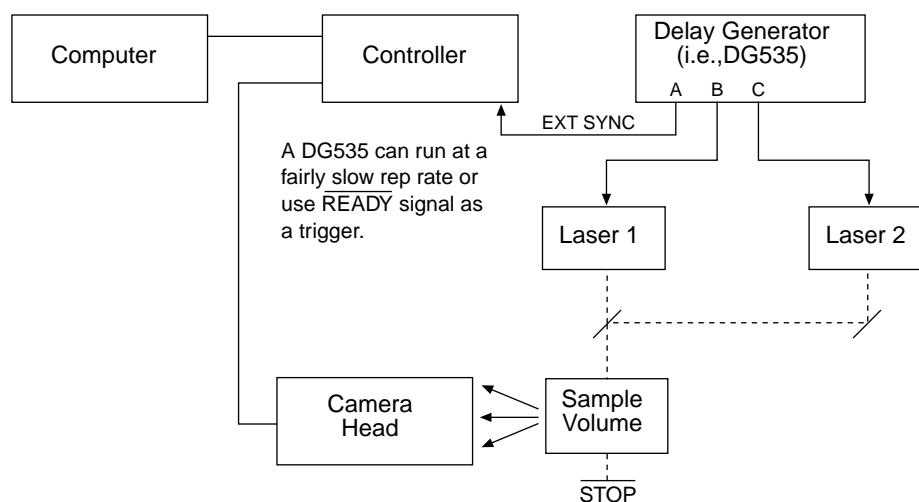 Computer
Controller
Delay Generator
(i.e.,DG535)
A B C
EXT SYNC
A DG535 can run at a
fairly slow rep rate or
use READY signal as
a trigger.
Laser 1
Laser 2
Camera
Head
Sample
Volume
STOP